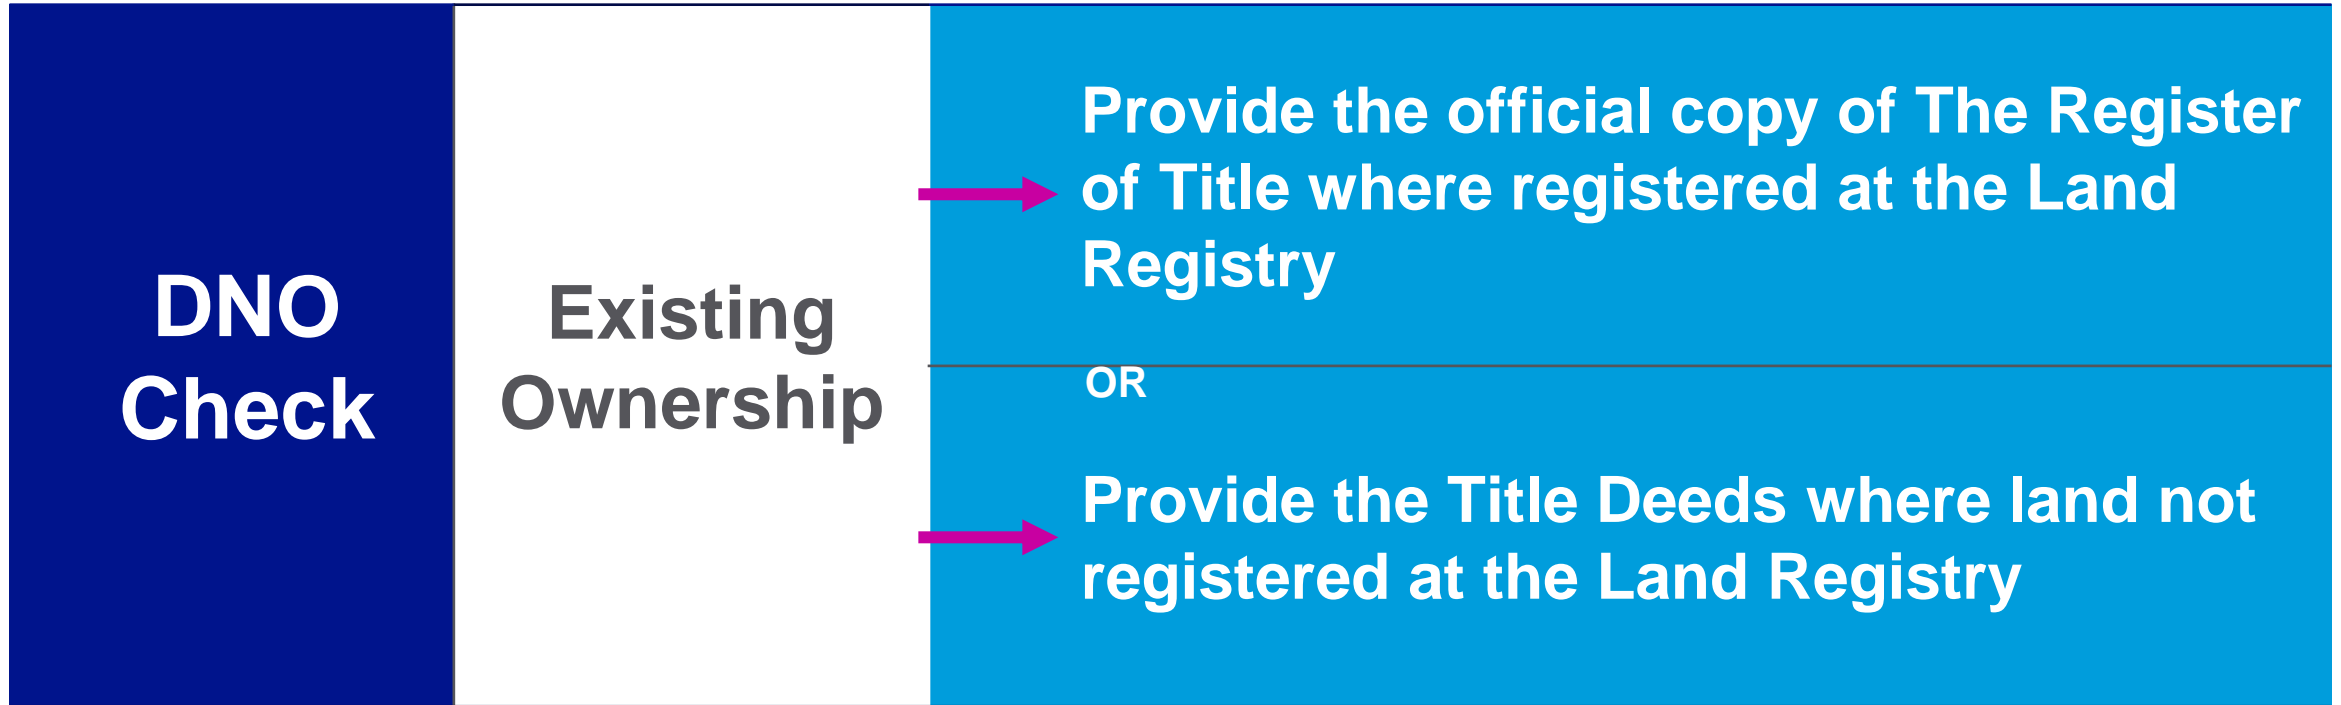 DNO
Check
Existing
Ownership
Provide the official copy of The Register
of Title where registered at the Land
Registry
OR
Provide the Title Deeds where land not
registered at the Land Registry